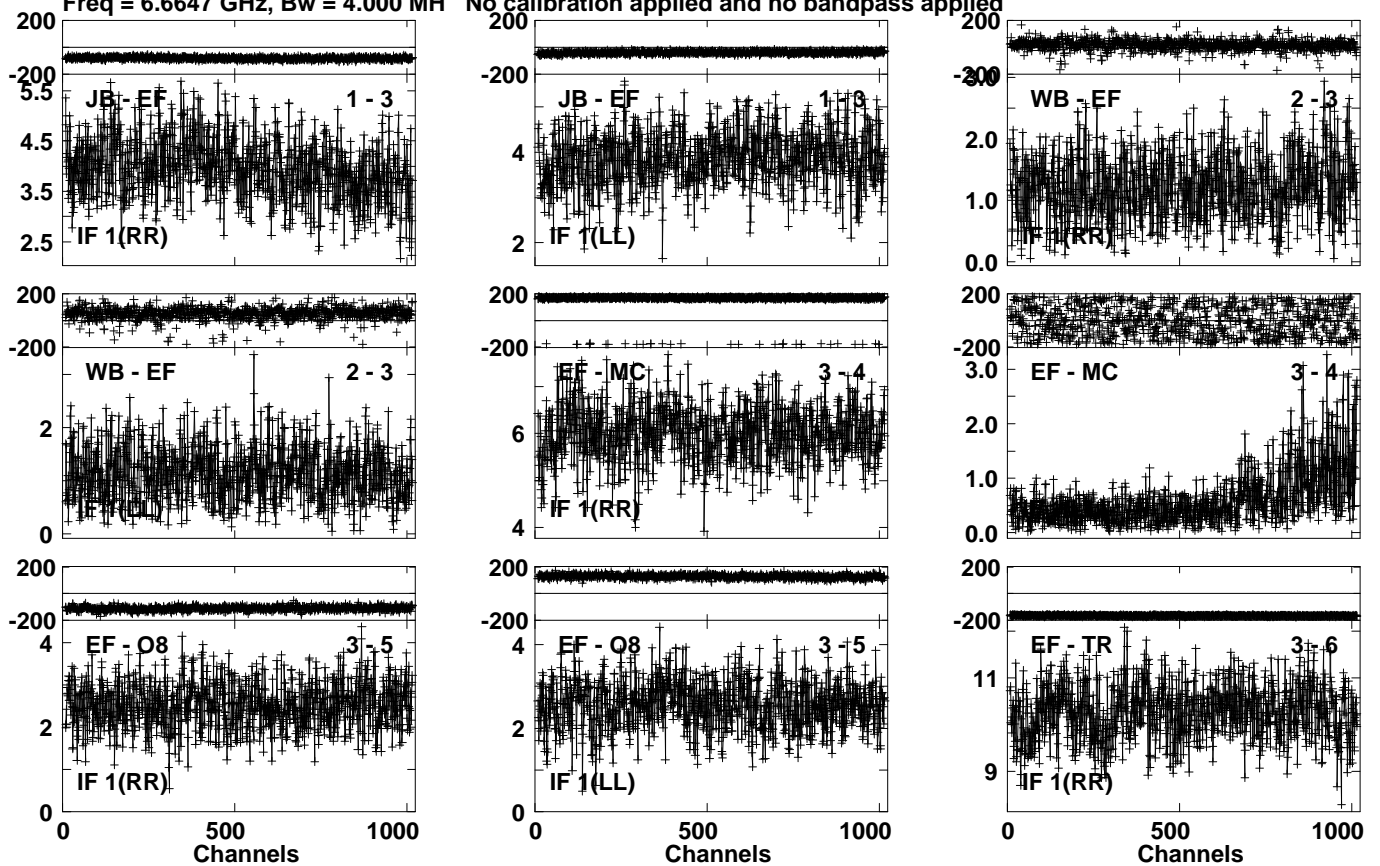 Freq = 6.6647 GHz, Bw = 4.000 MH No calibration applied and no bandpass applied
200
-200
5.5
4.5
3.5
2.5
JB - EF 1 - 3
IF 1(RR)
4
2
JB - EF 1 - 3
IF 1(LL)
-200
3.0
2.0
1.0
0.0
WB - EF 2 - 3
IF 1(RR)
200
-200
2
0
WB - EF 2 - 3
IF 1(LL)
200
-200
6
4
EF - MC 3 - 4
IF 1(RR)
200
-200
3.0
2.0
1.0
0.0
EF - MC 3 - 4
200
-200
4
2
0
EF - O8 3 - 5
IF 1(RR)
0 500 1000
Channels
200
-200
4
2
0
EF - O8 3 - 5
IF 1(LL)
0 500 1000
Channels
200
-200
11
9
EF - TR 3 - 6
IF 1(RR)
0 500 1000
Channels